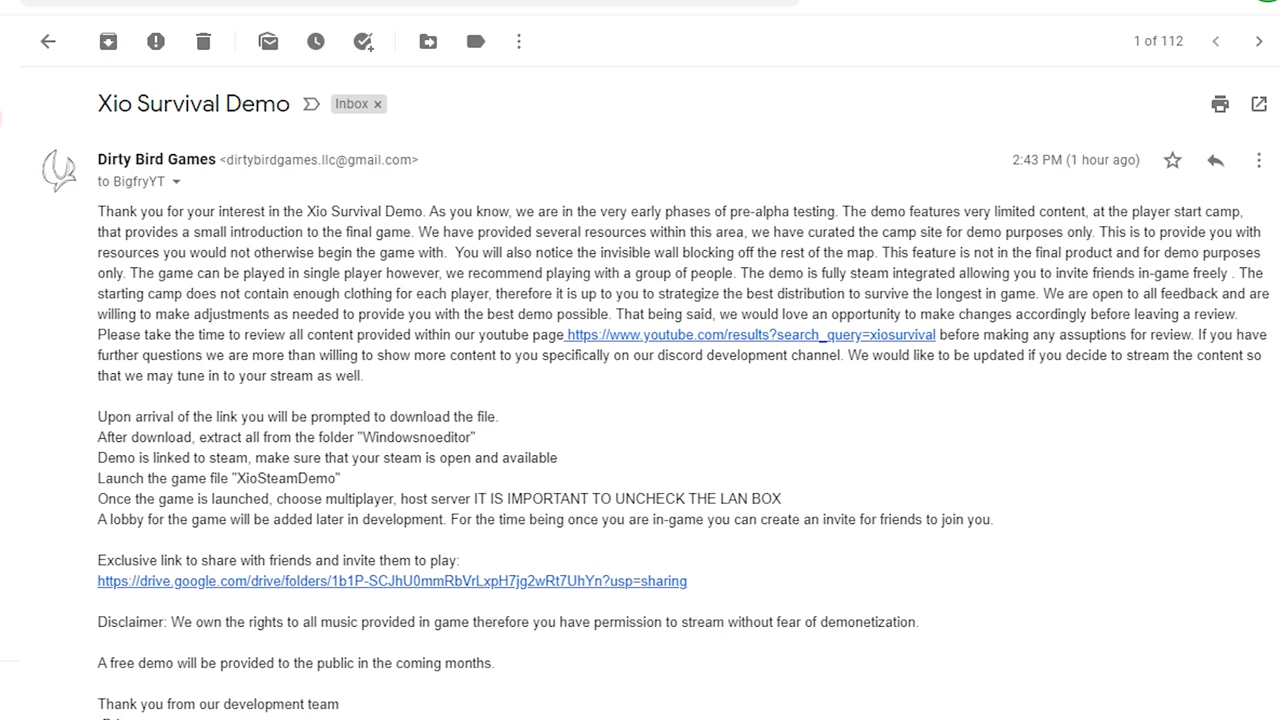 1 of 112
Xio Survival Demo Inbox x
Dirty Bird Games <dirtybirdgames.llc@gmail.com> 2:43 PM (1 hour ago)
to BigfryYT
Thank you for your interest in the Xio Survival Demo. As you know, we are in the very early phases of pre-alpha testing. The demo features very limited content, at the player start camp,
that provides a small introduction to the final game. We have provided several resources within this area, we have curated the camp site for demo purposes only. This is to provide you with
resources you would not otherwise begin the game with.  You will also notice the invisible wall blocking off the rest of the map. This feature is not in the final product and for demo purposes
only. The game can be played in single player however, we recommend playing with a group of people. The demo is fully steam integrated allowing you to invite friends in-game freely . The
starting camp does not contain enough clothing for each player, therefore it is up to you to strategize the best distribution to survive the longest in game. We are open to all feedback and are
willing to make adjustments as needed to provide you with the best demo possible. That being said, we would love an opportunity to make changes accordingly before leaving a review.
Please take the time to review all content provided within our youtube page https://www.youtube.com/results?search_query=xiosurvival before making any assuptions for review. If you have
further questions we are more than willing to show more content to you specifically on our discord development channel. We would like to be updated if you decide to stream the content so
that we may tune in to your stream as well.
Upon arrival of the link you will be prompted to download the file.
After download, extract all from the folder "Windowsnoeditor"
Demo is linked to steam, make sure that your steam is open and available
Launch the game file "XioSteamDemo"
Once the game is launched, choose multiplayer, host server IT IS IMPORTANT TO UNCHECK THE LAN BOX
A lobby for the game will be added later in development. For the time being once you are in-game you can create an invite for friends to join you.
Exclusive link to share with friends and invite them to play:
https://drive.google.com/drive/folders/1b1P-SCJhU0mmRbVrLxpH7jg2wRt7UhYn?usp=sharing
Disclaimer: We own the rights to all music provided in game therefore you have permission to stream without fear of demonetization.
A free demo will be provided to the public in the coming months.
Thank you from our development team